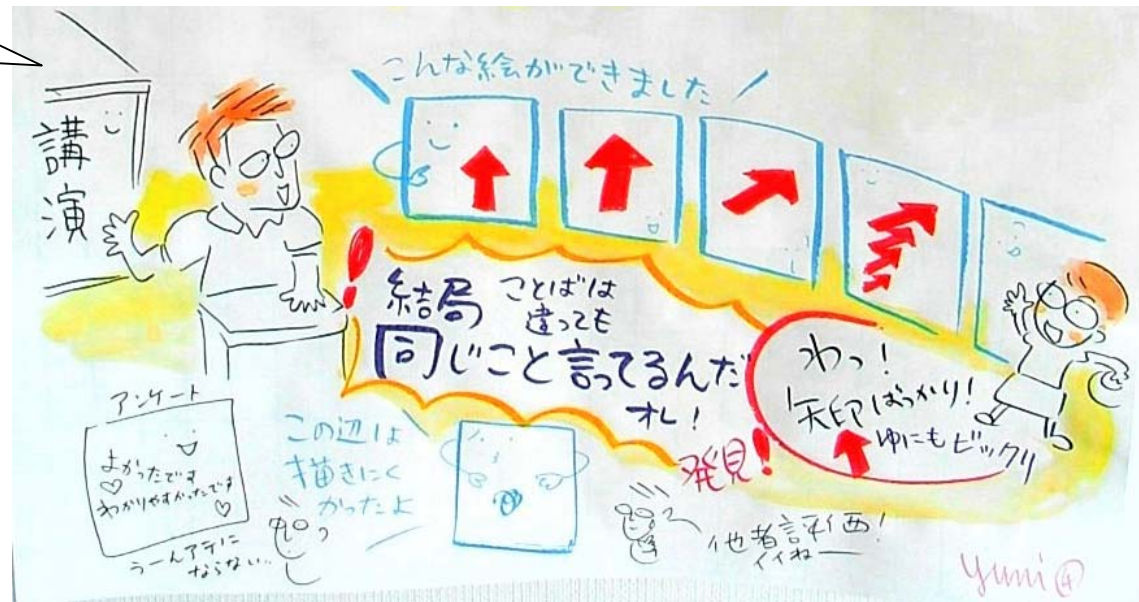 講演
こんな絵ができました
結局 ことばは
違っても
同じこと言ってるんだ
オレ!
わっ!
矢印ばっかり!
ゆにもビックリ
発見!
アンケート
よかったです
わかりやすかったです
うーんアテに
ならない…
この辺は
描きにく
かったよ
他者評価!
イイねー
yuni④